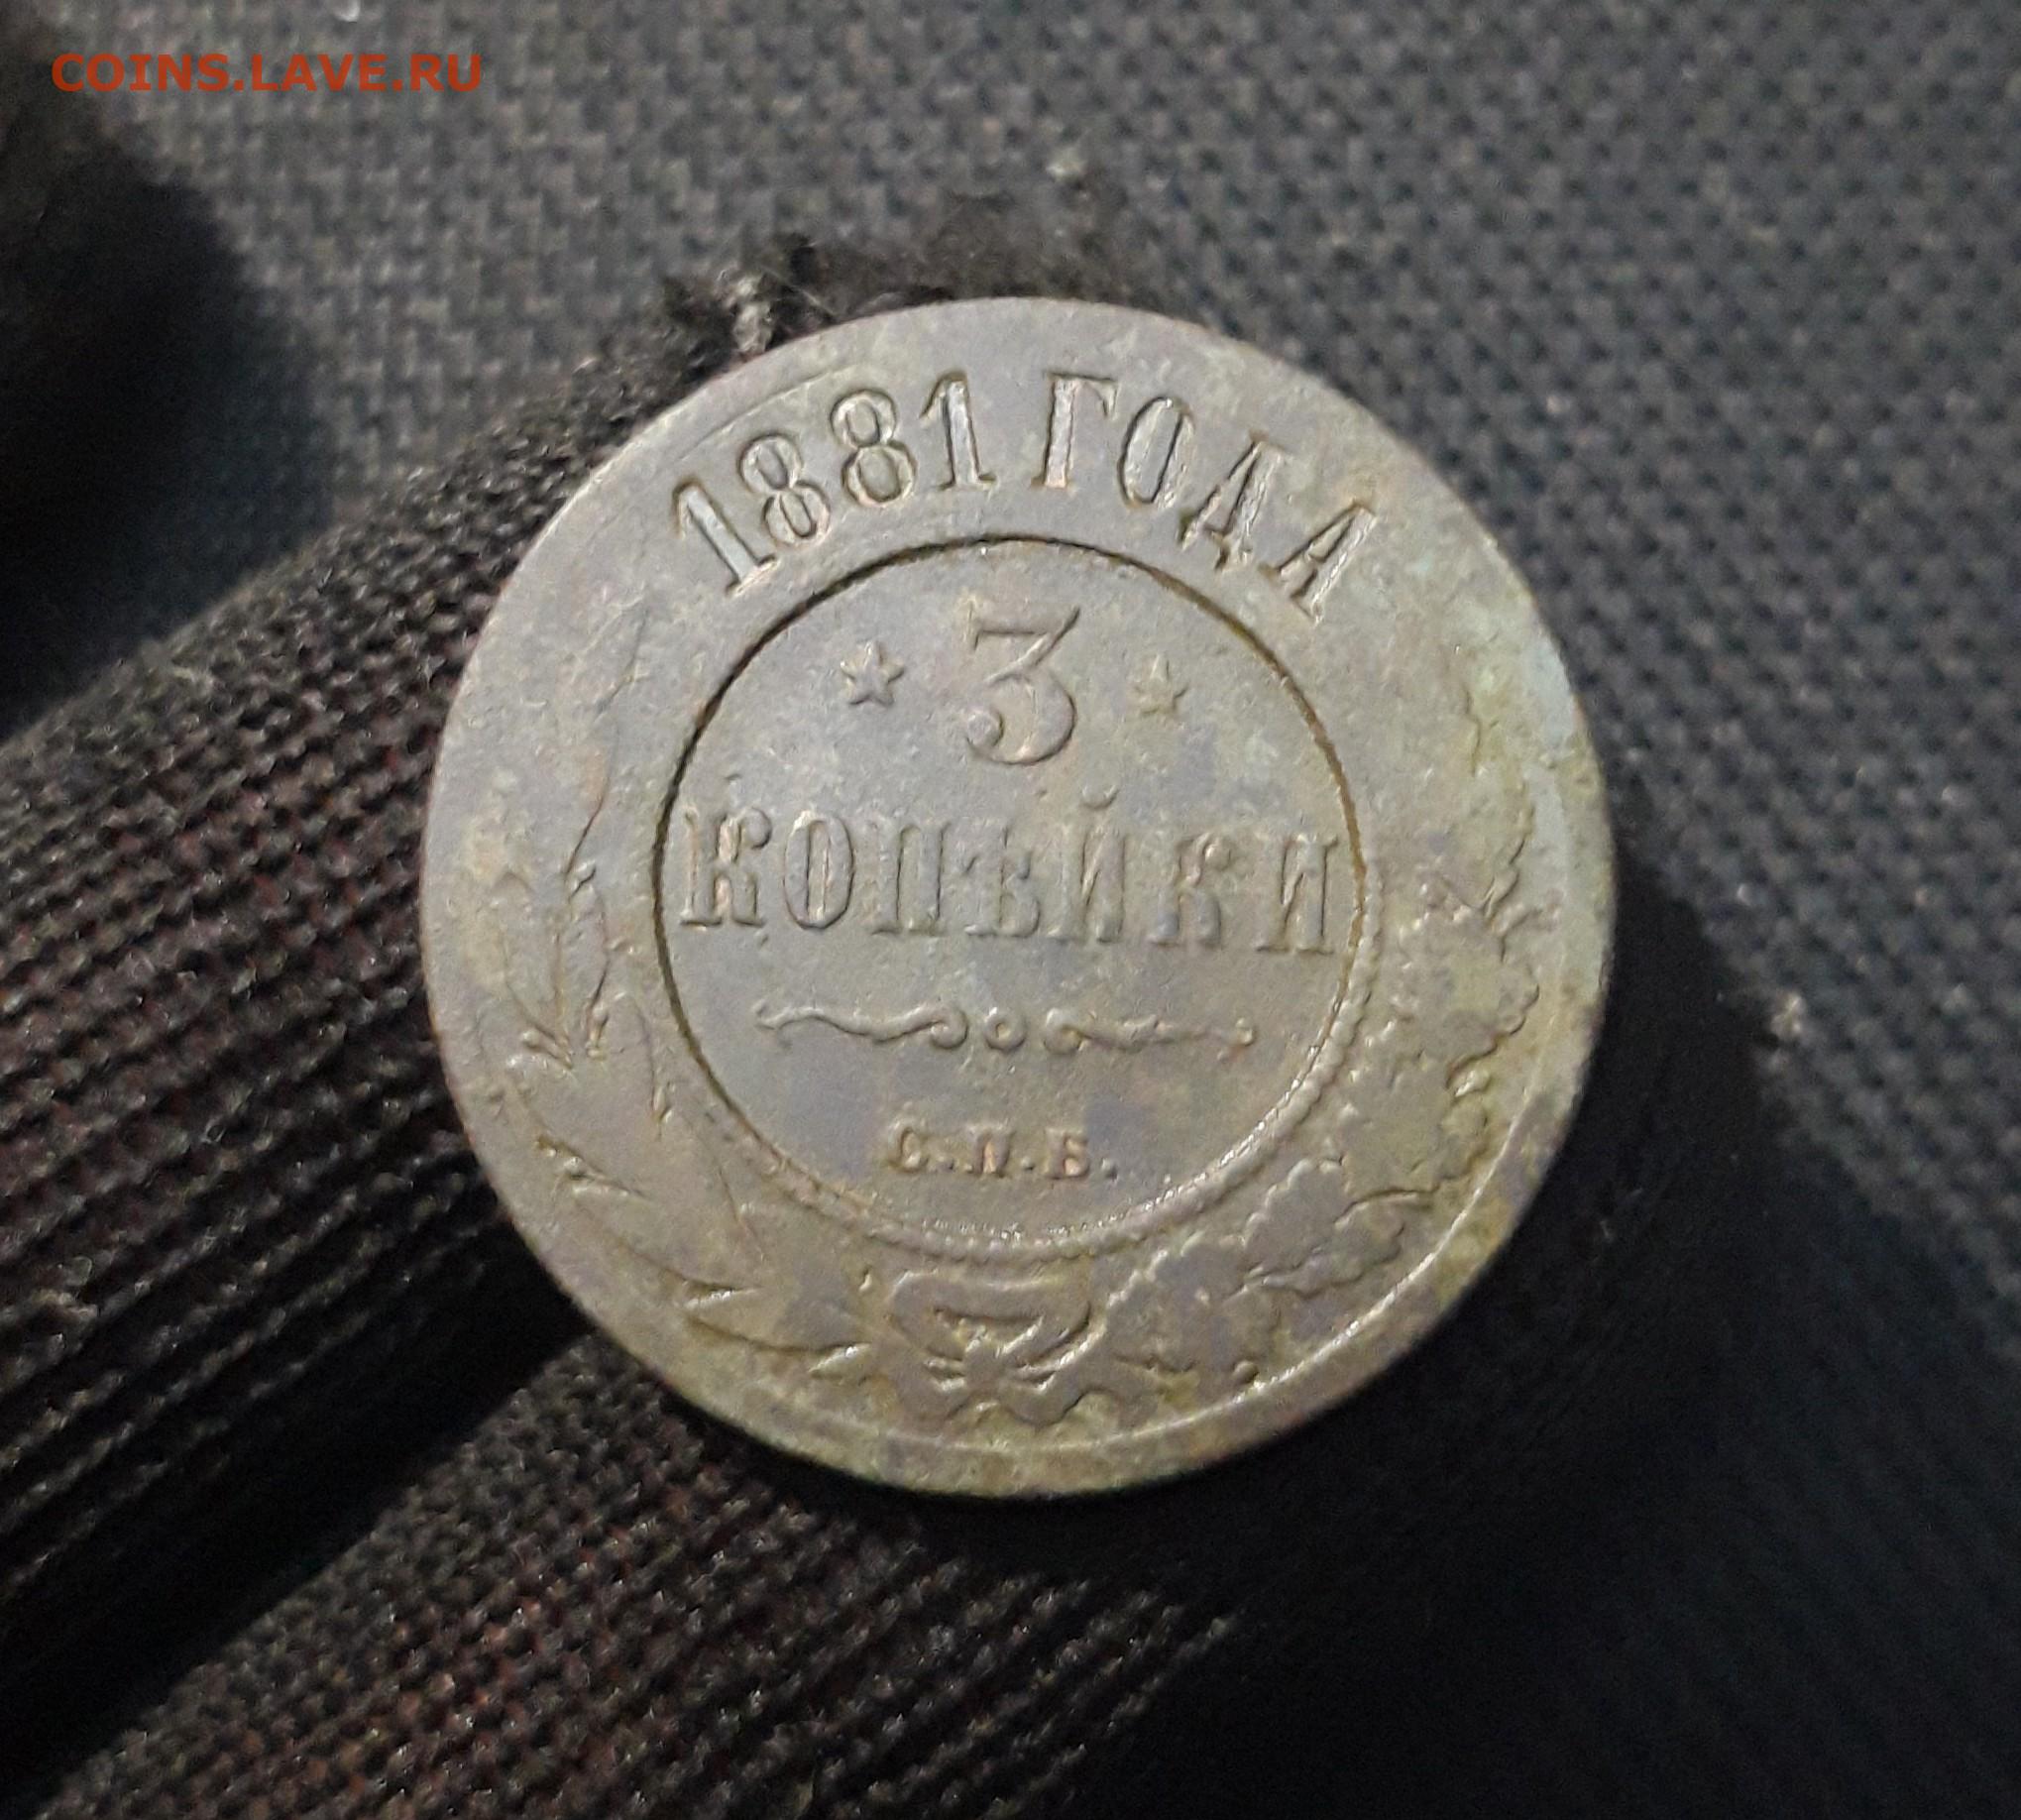 COINS.LAVE.RU
1881 ГОДА
3
КОПѢЙКИ
С.П.Б.